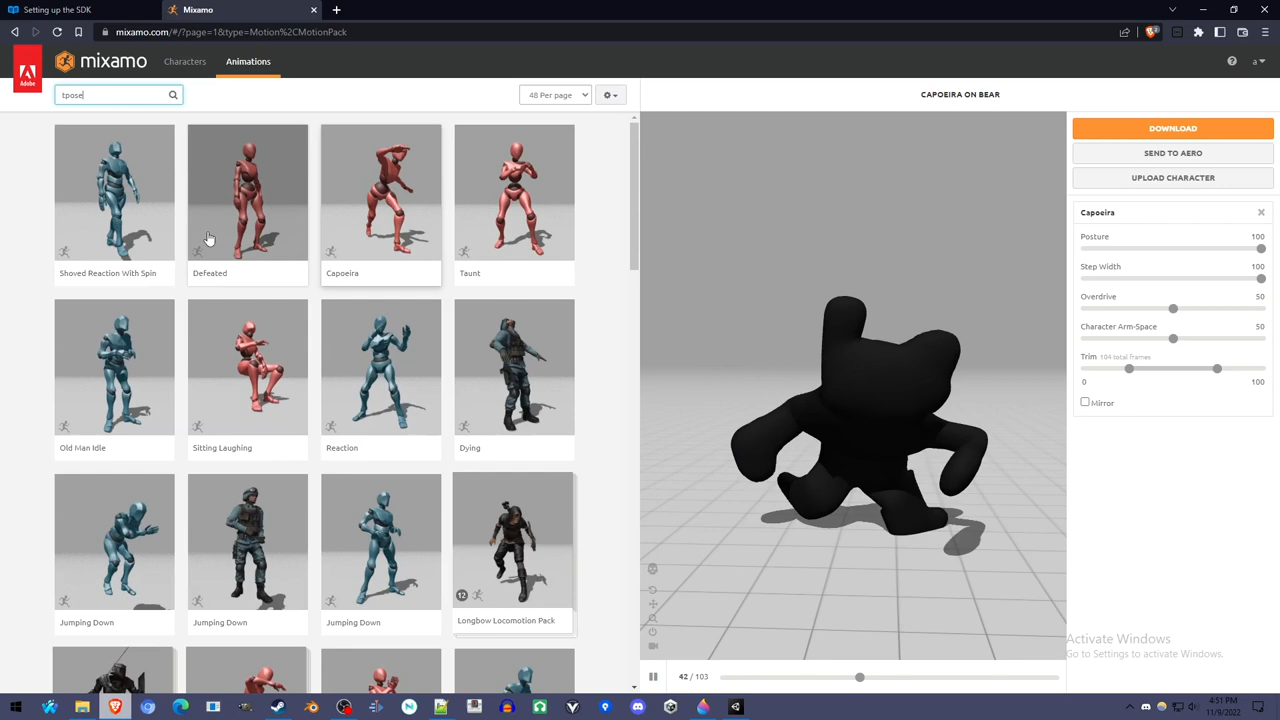 Setting up the SDK
Mixamo
mixamo.com/#/?page=1&type=Motion%2CMotionPack
Adobe
mixamo
Characters
Animations
a
tpose
48 Per page
CAPOEIRA ON BEAR
Shoved Reaction With Spin
Defeated
Capoeira
Taunt
Old Man Idle
Sitting Laughing
Reaction
Dying
Jumping Down
Jumping Down
Jumping Down
12
Longbow Locomotion Pack
42 / 103
DOWNLOAD
SEND TO AERO
UPLOAD CHARACTER
Capoeira
Posture 100
Step Width 100
Overdrive 50
Character Arm-Space 50
Trim 104 total frames
0 100
Mirror
Activate Windows
Go to Settings to activate Windows.
4:51 PM
11/9/2022